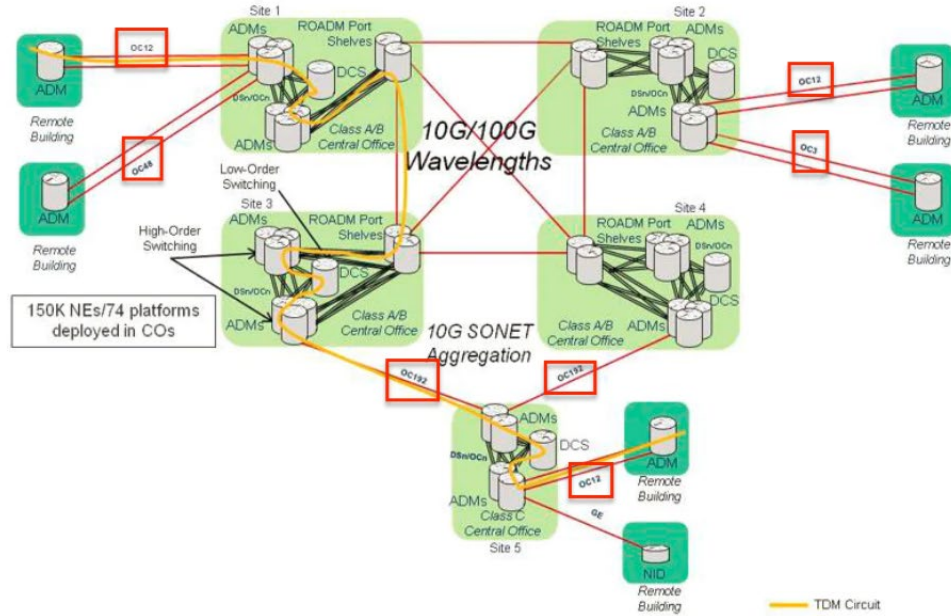 Site 1
ADMs
ROADM Port
Shelves
DCS
DSn/OCn
ADMs
Class A/B
Central Office
Site 2
ROADM Port
Shelves
ADMs
DCS
DSn/OCn
ADMs
Class A/B
Central Office
OC12
ADM
Remote
Building
OC48
ADM
Remote
Building
OC12
ADM
Remote
Building
OC3
ADM
Remote
Building
10G/100G
Wavelengths
Low-Order
Switching
High-Order
Switching
Site 3
ADMs
ROADM Port
Shelves
DSn/OCn
DCS
ADMs
Class A/B
Central Office
Site 4
ROADM Port
Shelves
ADMs
DSn/OCn
DCS
ADMs
Class A/B
Central Office
150K NEs/74 platforms
deployed in COs
10G SONET
Aggregation
OC192
OC192
ADMs
DCS
DSn/OCn
ADMs
Class C
Central Office
Site 5
OC12
ADM
Remote
Building
GE
NID
Remote
Building
TDM Circuit